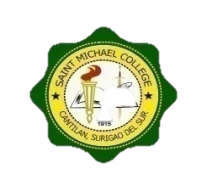 SAINT MICHAEL COLLEGE
1915
CANTILAN, SURIGAO DEL SUR